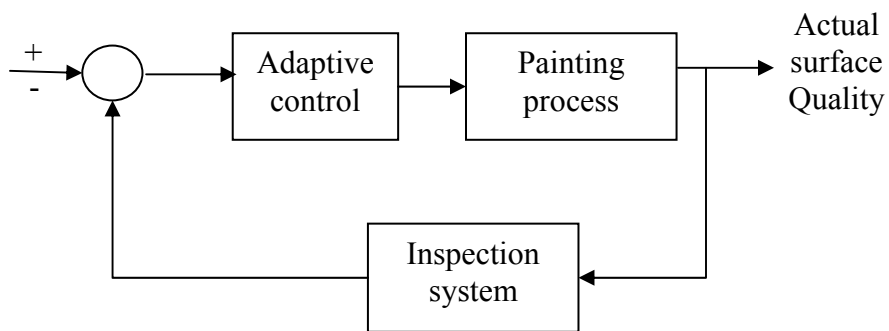 +
-
Adaptive
control
Painting
process
Actual
surface
Quality
Inspection
system